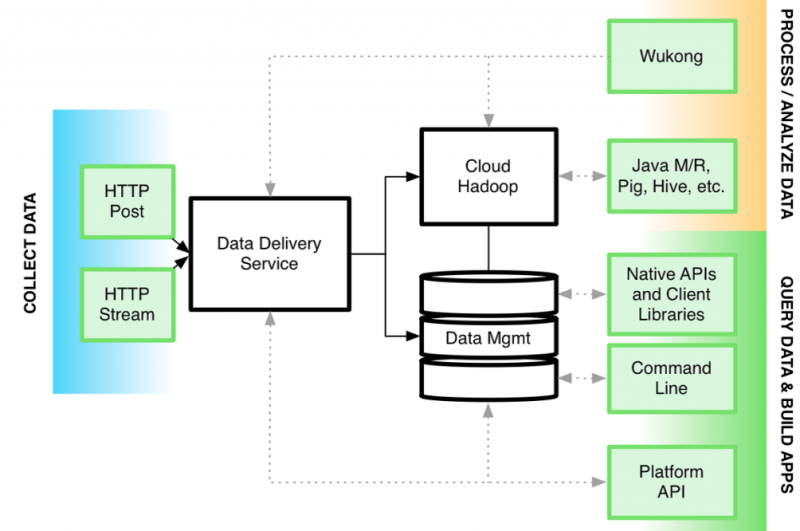 COLLECT DATA
HTTP
Post
HTTP
Stream
Data Delivery
Service
Cloud
Hadoop
Data Mgmt
Wukong
Java M/R,
Pig, Hive, etc.
Native APIs
and Client
Libraries
Command
Line
Platform
API
PROCESS / ANALYZE DATA
QUERY DATA & BUILD APPS